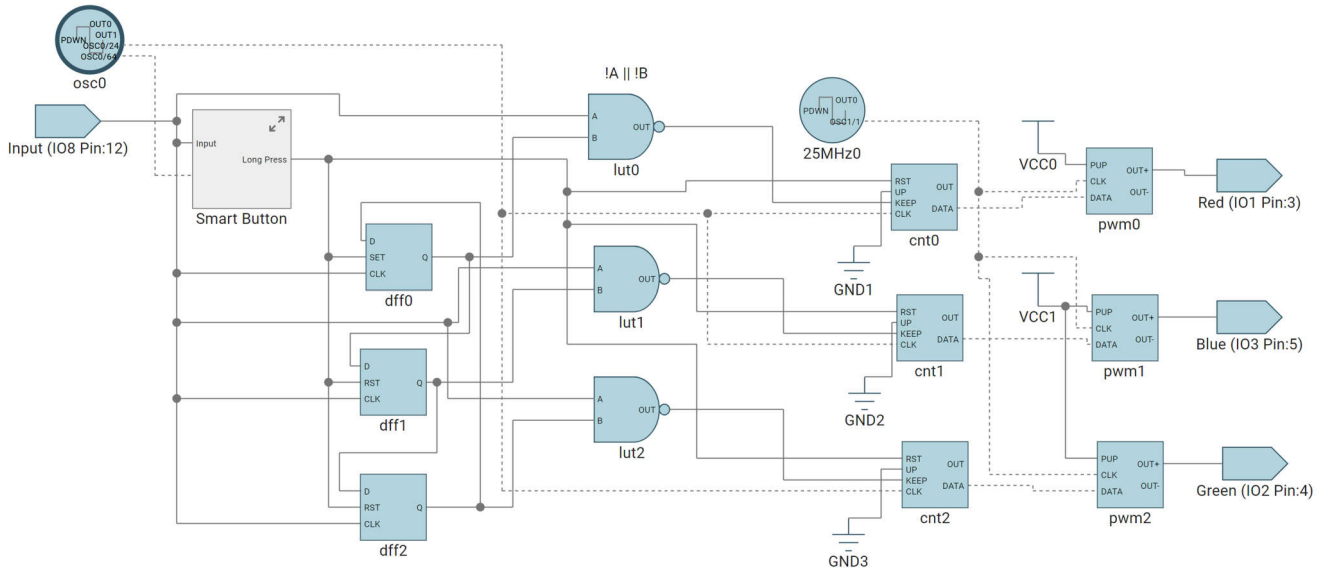 OUT0
OUT1
PDWN
OSC0/24
OSC0/64
osc0
Input (IO8 Pin:12)
Input
Long Press
Smart Button
!A || !B
A
B
OUT
lut0
PDWN
OUT0
OSC1/1
25MHz0
RST
UP
KEEP
CLK
OUT
DATA
cnt0
GND1
VCC0
PUP
CLK
DATA
OUT+
OUT-
pwm0
Red (IO1 Pin:3)
D
SET
CLK
Q
dff0
A
B
OUT
lut1
RST
UP
KEEP
CLK
OUT
DATA
cnt1
GND2
VCC1
PUP
CLK
DATA
OUT+
OUT-
pwm1
Blue (IO3 Pin:5)
D
RST
CLK
Q
dff1
A
B
OUT
lut2
RST
UP
KEEP
CLK
OUT
DATA
cnt2
GND3
PUP
CLK
DATA
OUT+
OUT-
pwm2
Green (IO2 Pin:4)
D
RST
CLK
Q
dff2